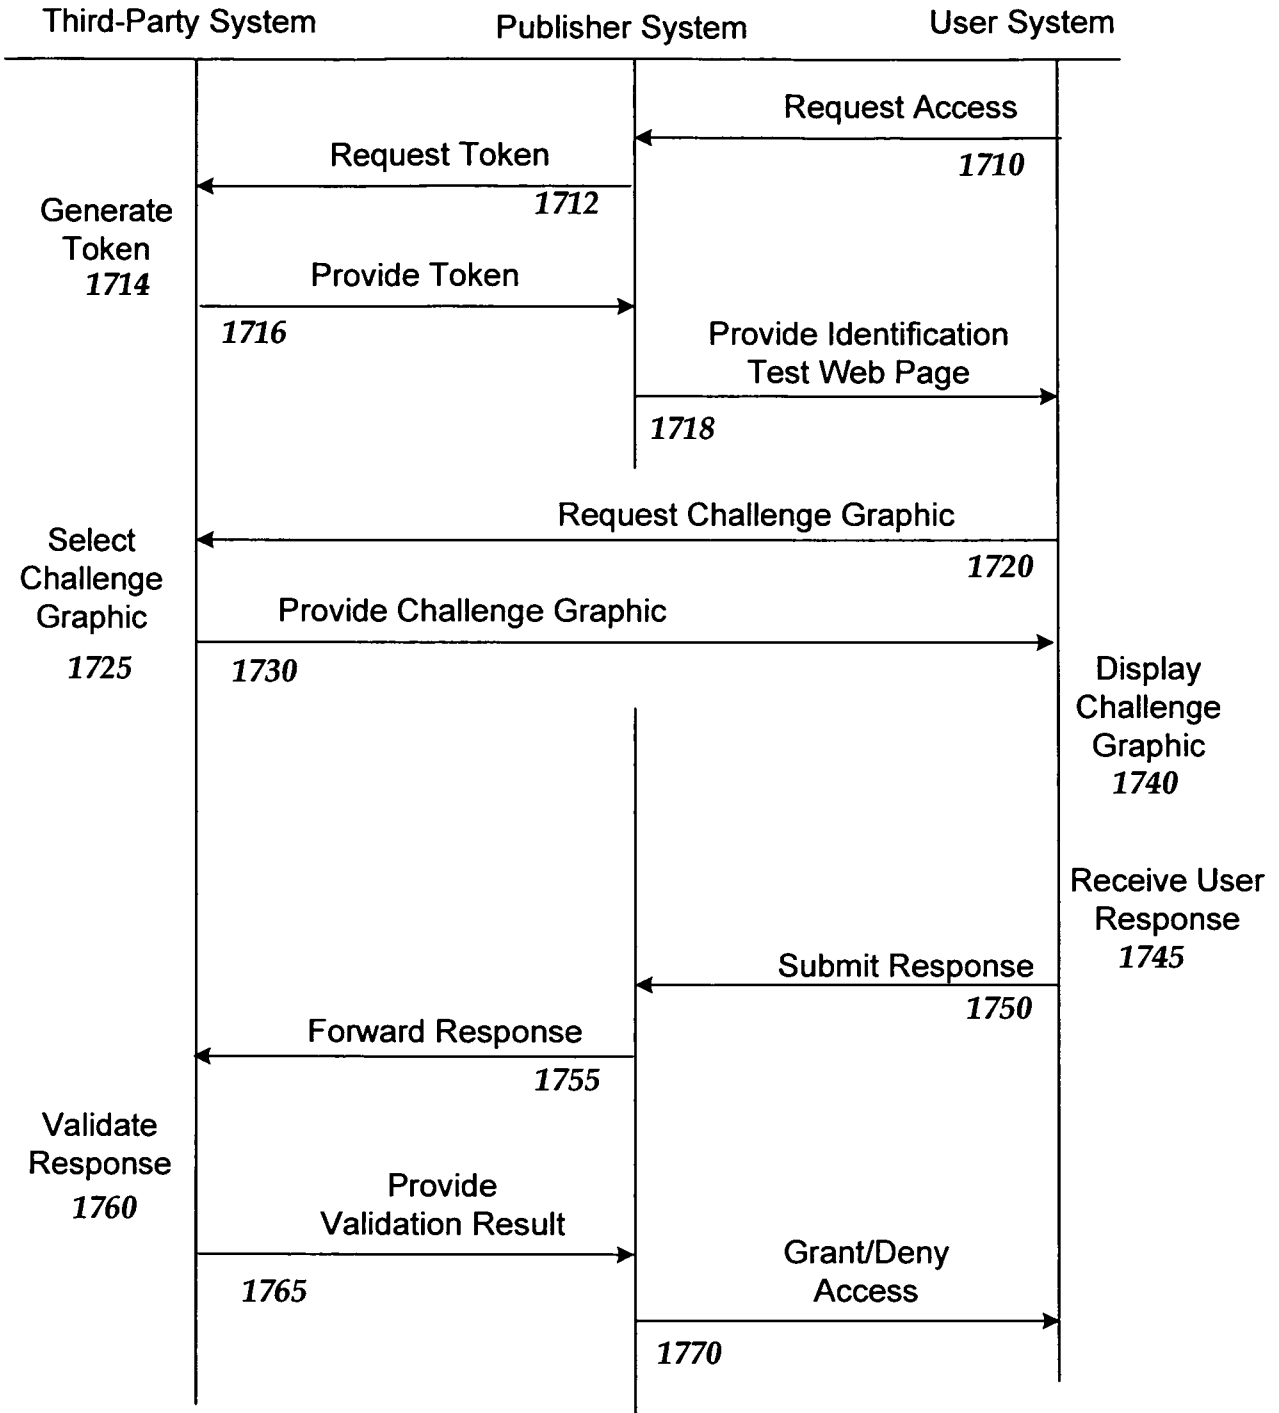 Third-Party System
Publisher System
User System
Request Access
1710
Request Token
1712
Generate
Token
1714
Provide Token
1716
Provide Identification
Test Web Page
1718
Request Challenge Graphic
1720
Select
Challenge
Graphic
1725
Provide Challenge Graphic
1730
Display
Challenge
Graphic
1740
Receive User
Response
1745
Submit Response
1750
Forward Response
1755
Validate
Response
1760
Provide
Validation Result
1765
Grant/Deny
Access
1770